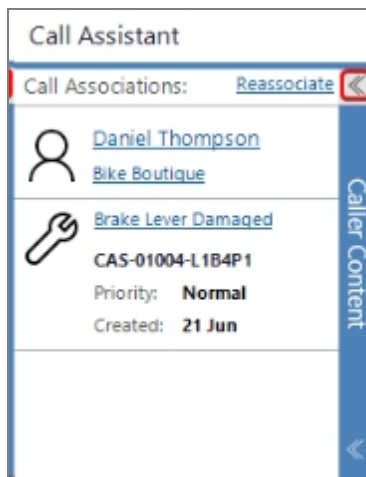 Call Assistant
Call Associations: Reassociate
Daniel Thompson
Bike Boutique
Brake Lever Damaged
CAS-01004-L1B4P1
Priority: Normal
Created: 21 Jun
Caller Content